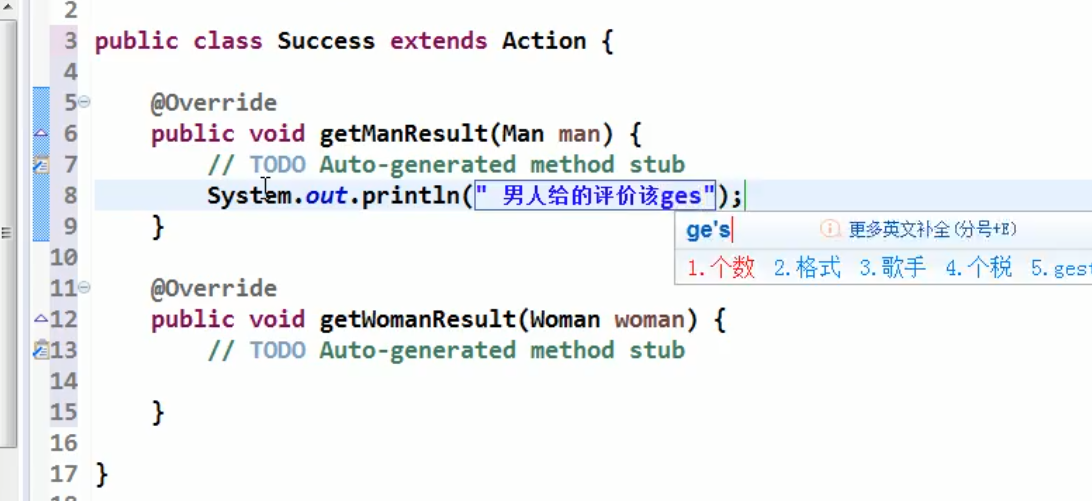 2
3 public class Success extends Action {
4
5 @Override
6 public void getManResult(Man man) {
7 // TODO Auto-generated method stub
8 System.out.println(" 男人给的评价该ges");
9 }
ge's 更多英文补全(分号+E)
1.个数 2.格式 3.歌手 4.个税 5.gest
10
11 @Override
12 public void getWomanResult(Woman woman) {
13 // TODO Auto-generated method stub
14
15 }
16
17 }